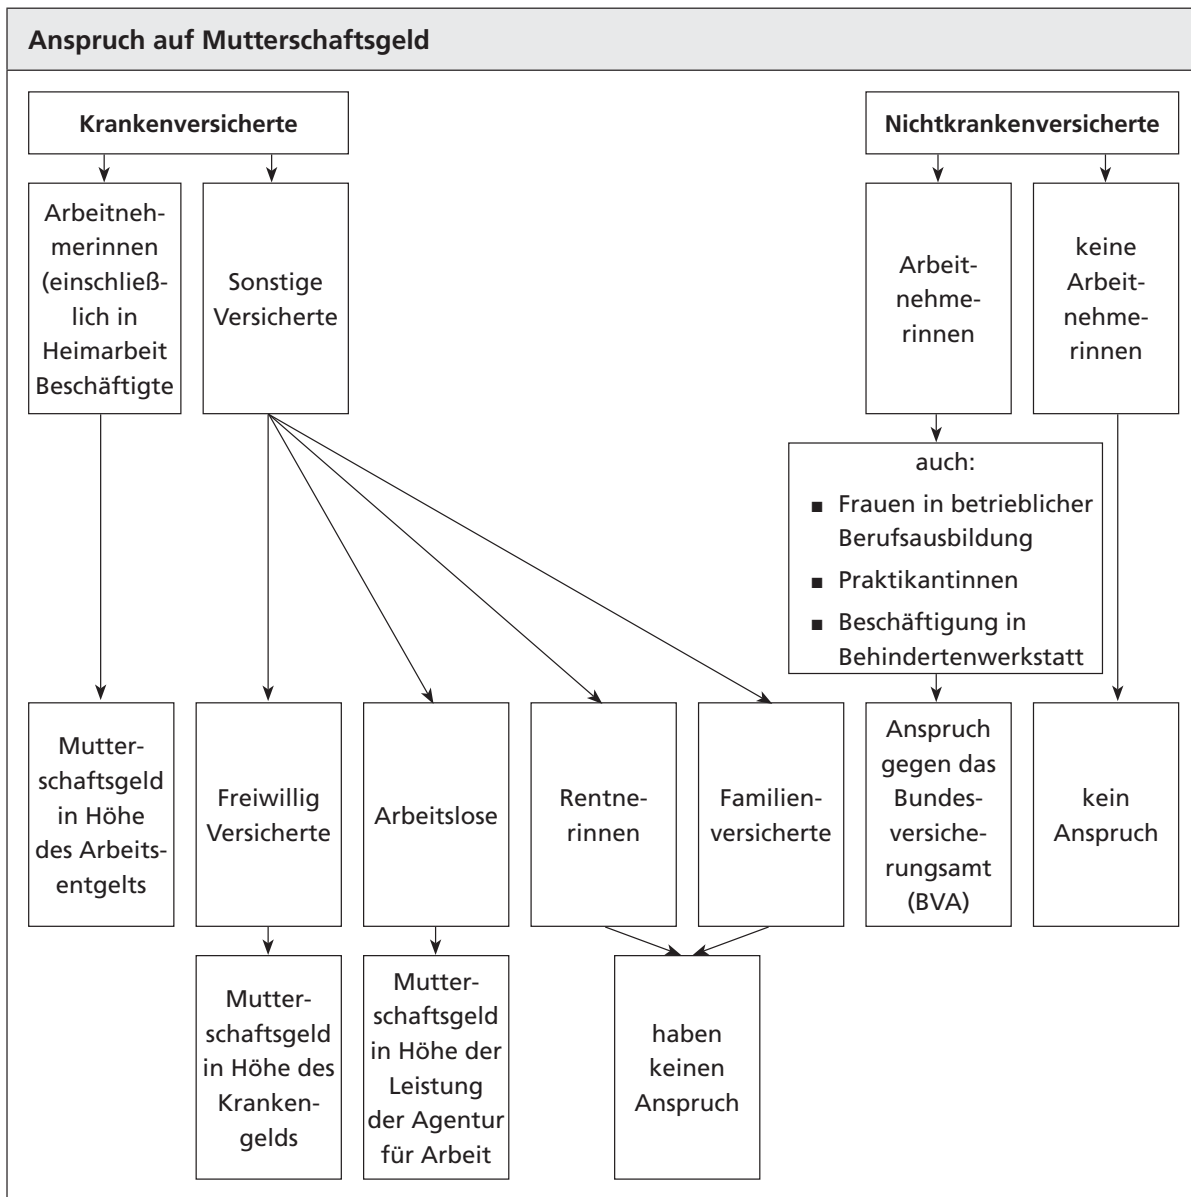 Anspruch auf Mutterschaftsgeld
Krankenversicherte
Nichtkrankenversicherte
Arbeitneh-
merinnen
(einschließ-
lich in
Heimarbeit
Beschäftigte
Sonstige
Versicherte
Arbeit-
nehme-
rinnen
keine
Arbeit-
nehme-
rinnen
auch:
■ Frauen in betrieblicher
Berufsausbildung
■ Praktikantinnen
■ Beschäftigung in
Behindertenwerkstatt
Mutter-
schaftsgeld
in Höhe
des Arbeits-
entgelts
Freiwillig
Versicherte
Arbeitslose
Rentne-
rinnen
Familien-
versicherte
Anspruch
gegen das
Bundes-
versiche-
rungsamt
(BVA)
kein
Anspruch
Mutter-
schaftsgeld
in Höhe des
Kranken-
gelds
Mutter-
schaftsgeld
in Höhe der
Leistung
der Agentur
für Arbeit
haben
keinen
Anspruch